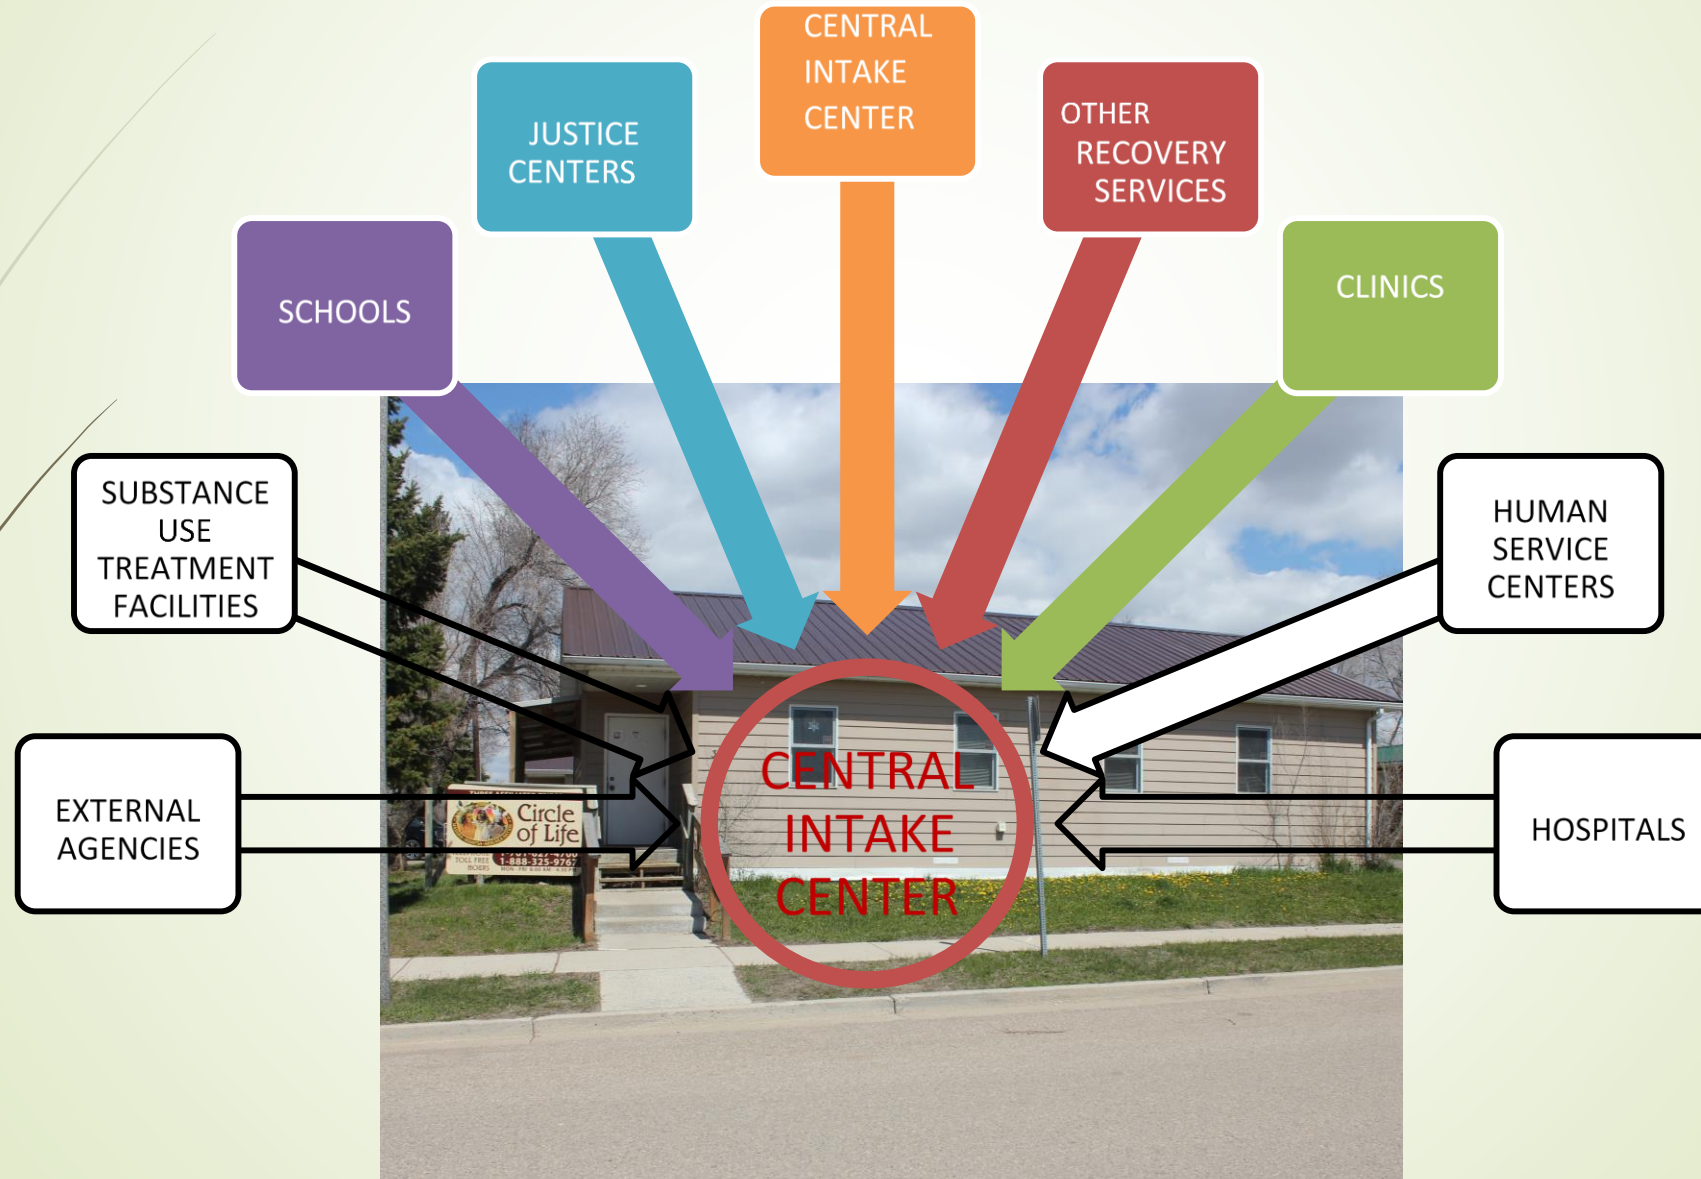 CENTRAL
INTAKE
CENTER
JUSTICE
CENTERS
OTHER
RECOVERY
SERVICES
SCHOOLS
CLINICS
SUBSTANCE
USE
TREATMENT
FACILITIES
HUMAN
SERVICE
CENTERS
EXTERNAL
AGENCIES
HOSPITALS
CENTRAL
INTAKE
CENTER
Circle
of Life
TOLL FREE
1-888-325-9767
HOURS